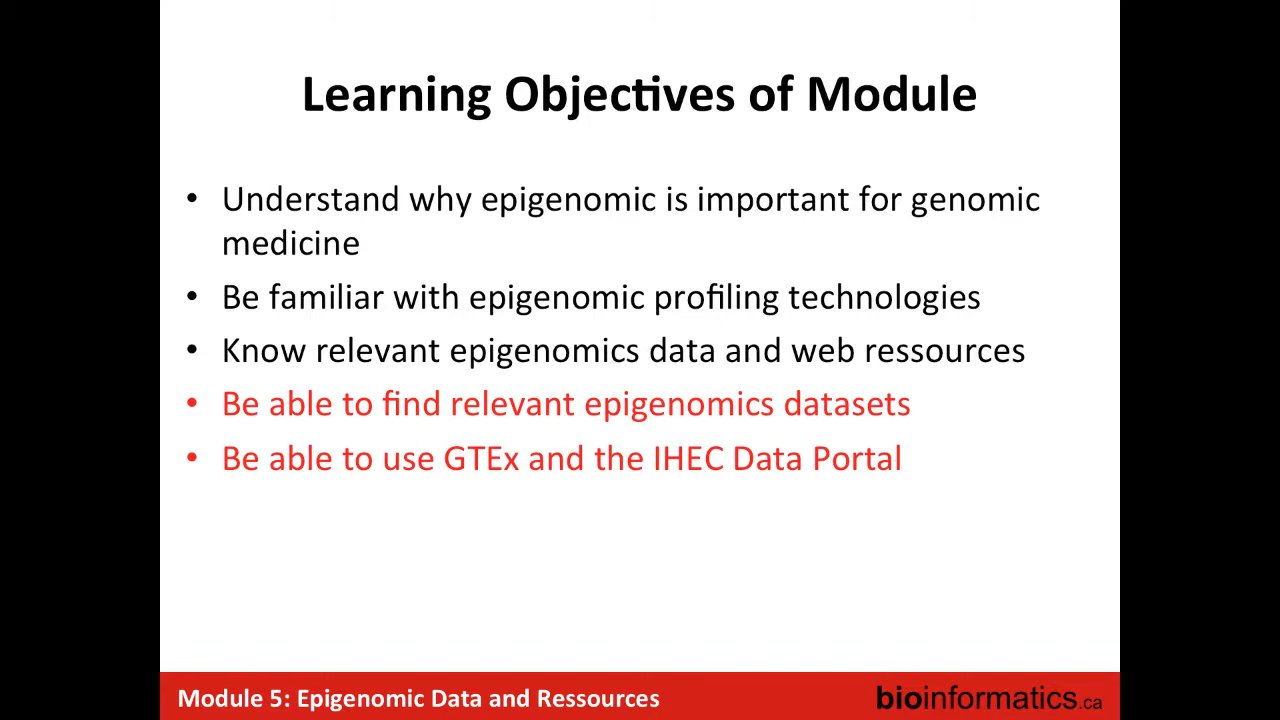 Learning Objectives of Module
• Understand why epigenomic is important for genomic
medicine
• Be familiar with epigenomic profiling technologies
• Know relevant epigenomics data and web ressources
• Be able to find relevant epigenomics datasets
• Be able to use GTEx and the IHEC Data Portal
Module 5: Epigenomic Data and Ressources
bioinformatics.ca